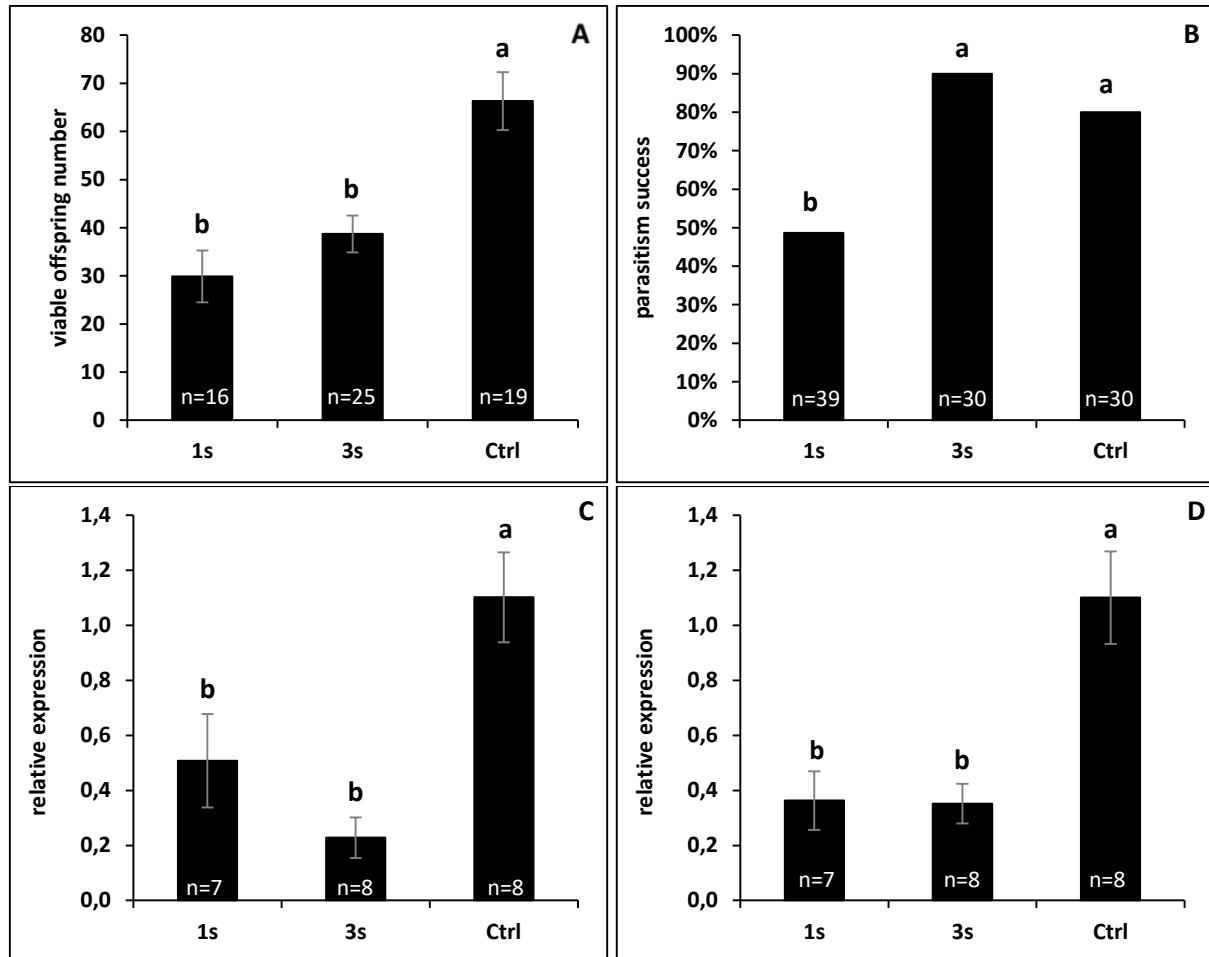 A
viable offspring number
80
70
60
50
40
30
20
10
0
b
b
a
n=16
n=25
n=19
1s
3s
Ctrl
B
parasitism success
100%
90%
80%
70%
60%
50%
40%
30%
20%
10%
0%
b
a
a
n=39
n=30
n=30
1s
3s
Ctrl
C
relative expression
1,4
1,2
1,0
0,8
0,6
0,4
0,2
0,0
b
b
a
n=7
n=8
n=8
1s
3s
Ctrl
D
relative expression
1,4
1,2
1,0
0,8
0,6
0,4
0,2
0,0
b
b
a
n=7
n=8
n=8
1s
3s
Ctrl